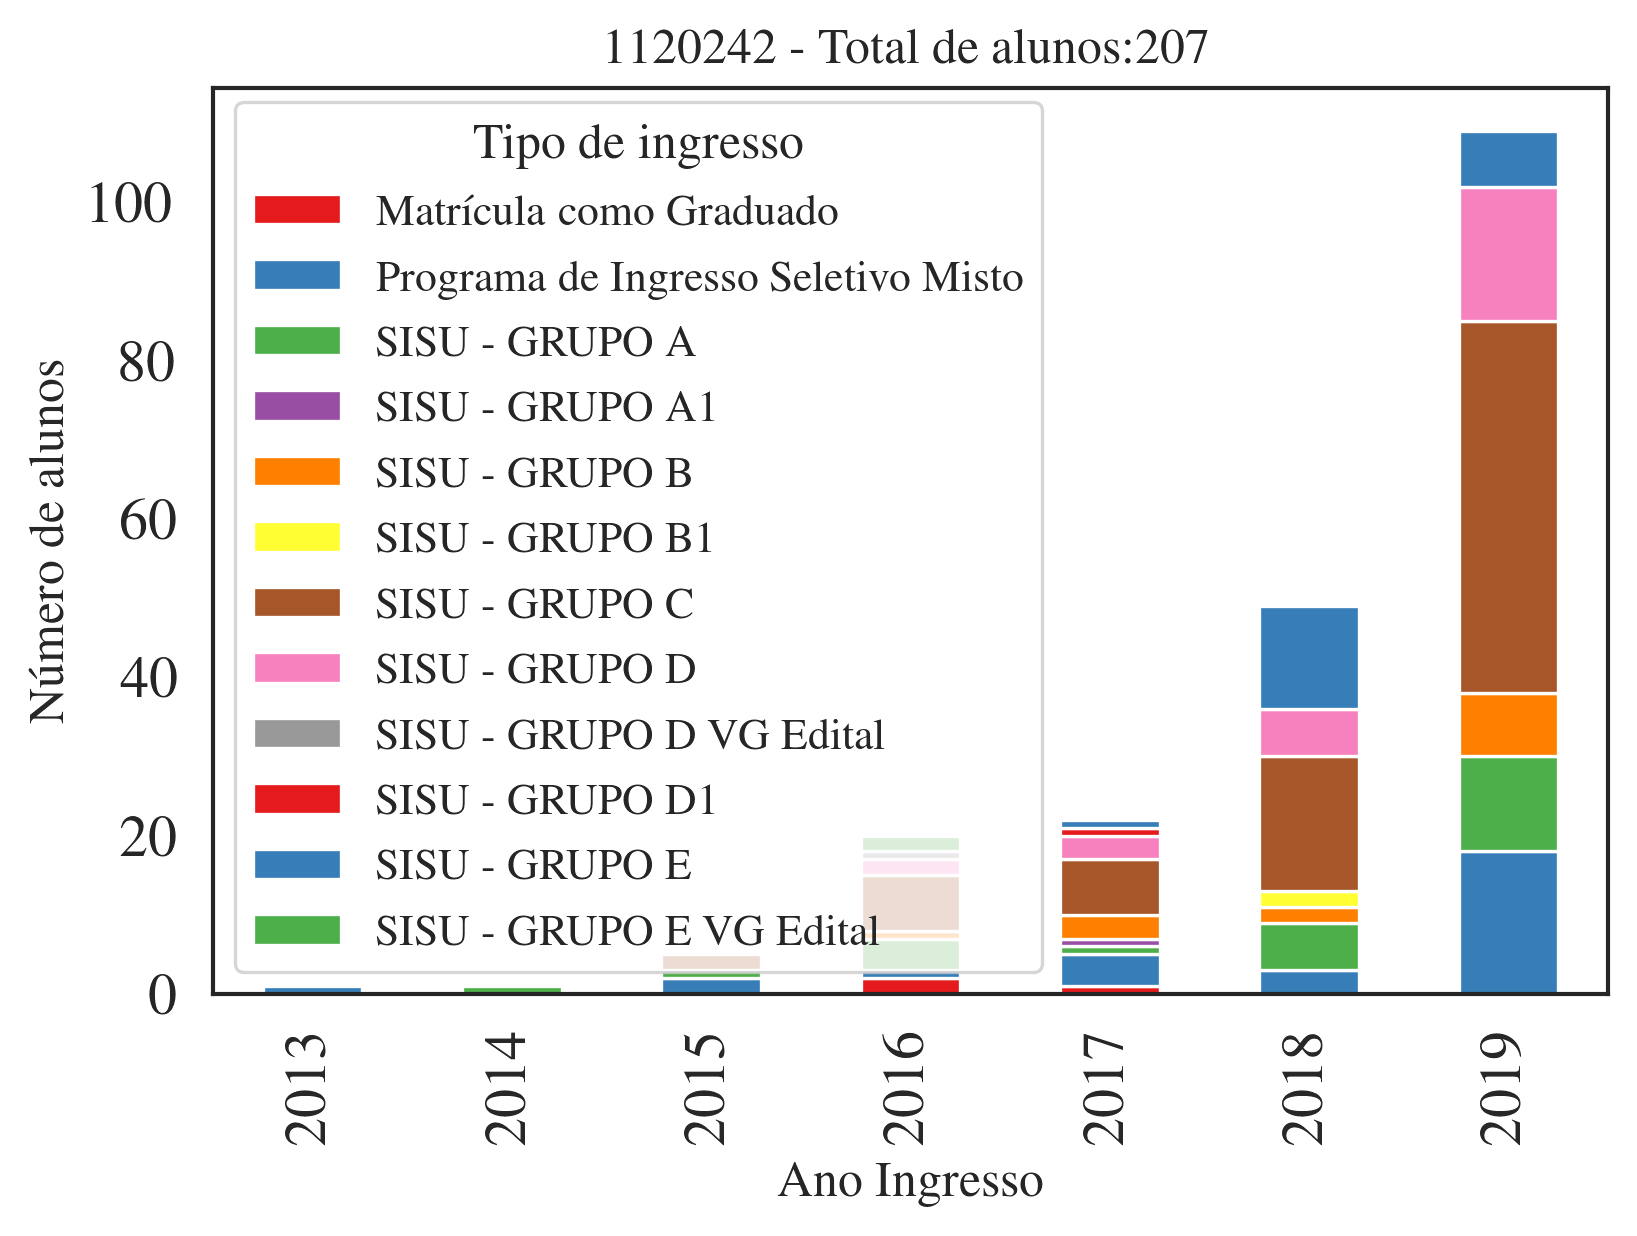 1120242 - Total de alunos:207
Tipo de ingresso
Matrícula como Graduado
Programa de Ingresso Seletivo Misto
SISU - GRUPO A
SISU - GRUPO A1
SISU - GRUPO B
SISU - GRUPO B1
SISU - GRUPO C
SISU - GRUPO D
SISU - GRUPO D VG Edital
SISU - GRUPO D1
SISU - GRUPO E
SISU - GRUPO E VG Edital
Número de alunos
100
80
60
40
20
0
2013
2014
2015
2016
2017
2018
2019
Ano Ingresso